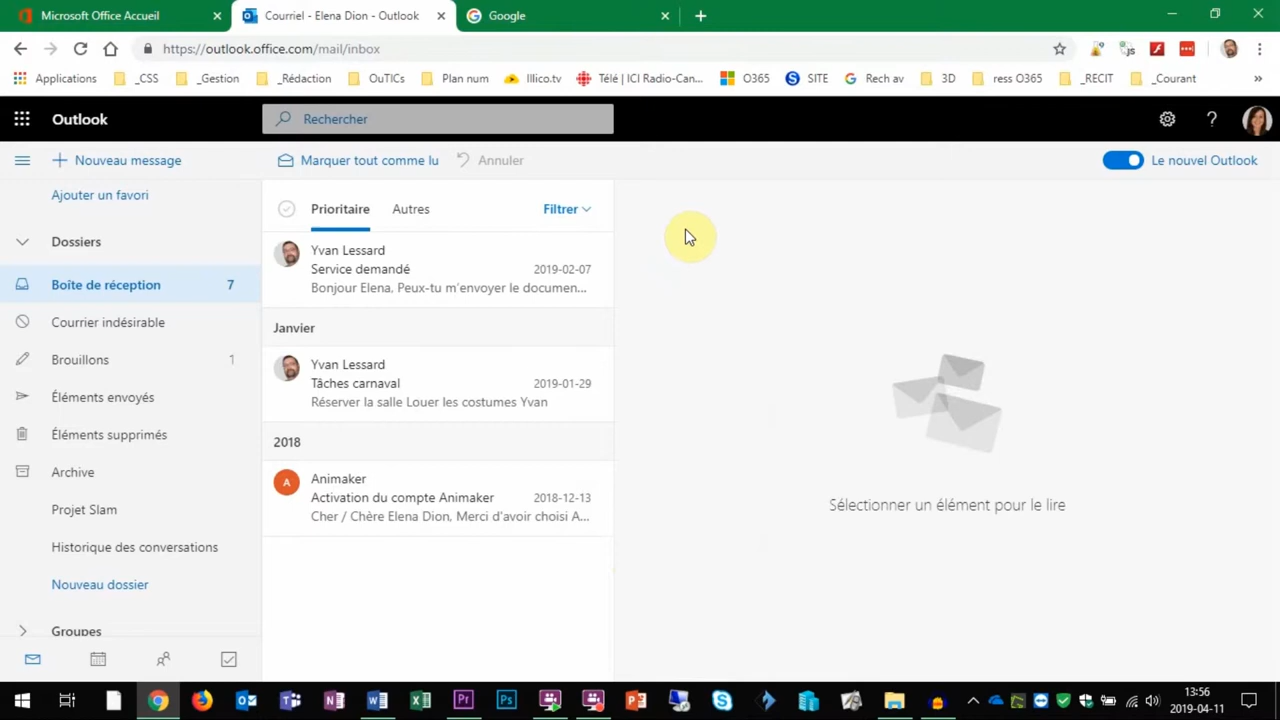 Microsoft Office Accueil
Courriel - Elena Dion - Outlook
Google
https://outlook.office.com/mail/inbox
Applications
_CSS
_Gestion
_Rédaction
OuTICs
Plan num
Illico.tv
Télé | ICI Radio-Can...
O365
SITE
Rech av
3D
ress O365
_RECIT
_Courant
»
Outlook
Rechercher
?
Nouveau message
Marquer tout comme lu
Annuler
Le nouvel Outlook
Ajouter un favori
Dossiers
Boîte de réception 7
Courrier indésirable
Brouillons 1
Éléments envoyés
Éléments supprimés
Archive
Projet Slam
Historique des conversations
Nouveau dossier
Groupes
Prioritaire
Autres
Filtrer
Yvan Lessard
Service demandé 2019-02-07
Bonjour Elena, Peux-tu m'envoyer le documen...
Janvier
Yvan Lessard
Tâches carnaval 2019-01-29
Réserver la salle Louer les costumes Yvan
2018
A
Animaker
Activation du compte Animaker 2018-12-13
Cher / Chère Elena Dion, Merci d'avoir choisi A...
Sélectionner un élément pour le lire
13:56
2019-04-11